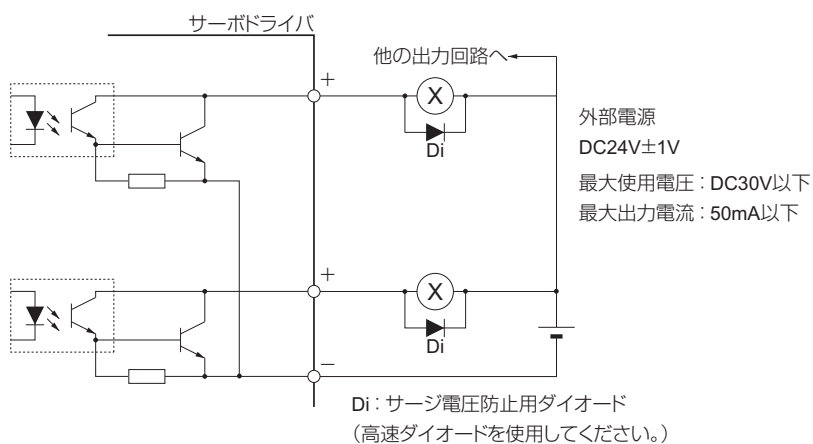 サーボドライバ
他の出力回路へ
+
X
Di
外部電源
DC24V±1V
最大使用電圧：DC30V以下
最大出力電流：50mA以下
+
X
Di
−
Di：サージ電圧防止用ダイオード
（高速ダイオードを使用してください。）